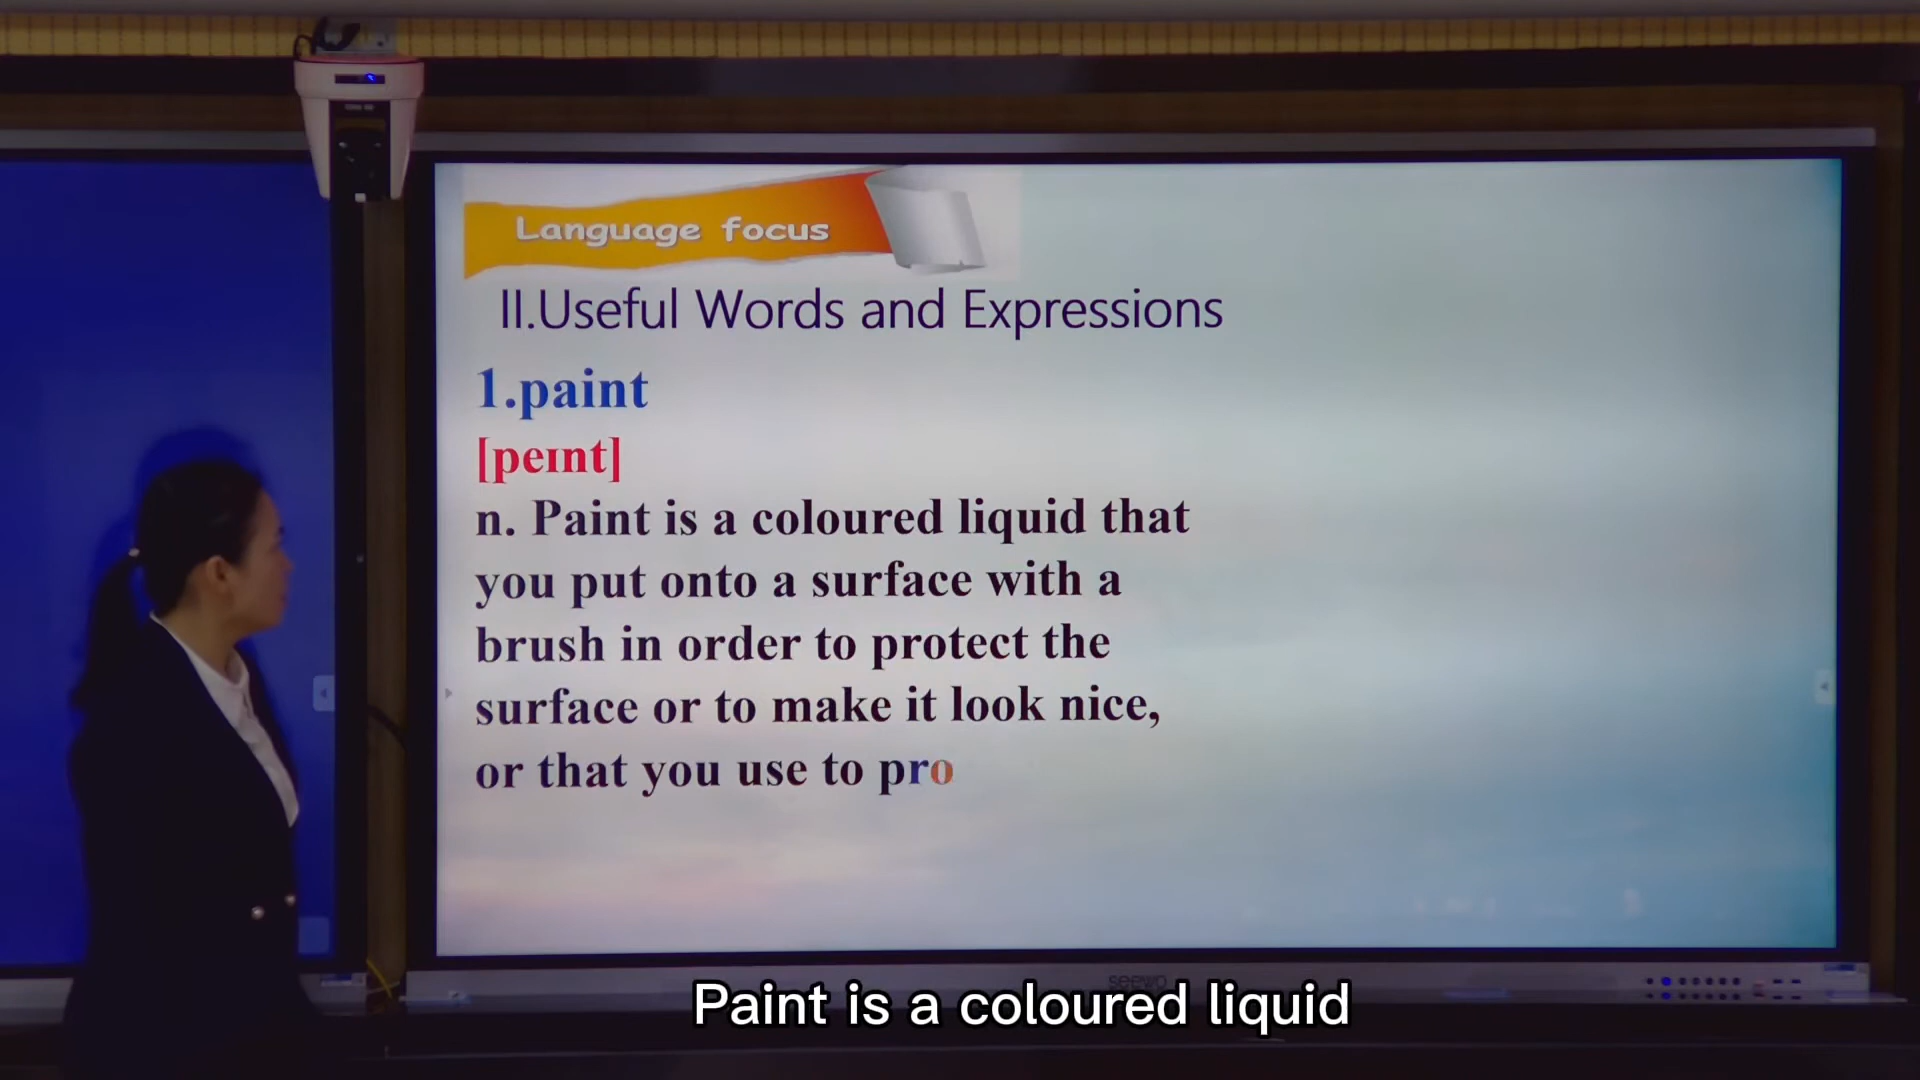 Language focus
II.Useful Words and Expressions
1.paint
[peɪnt]
n. Paint is a coloured liquid that
you put onto a surface with a
brush in order to protect the
surface or to make it look nice,
or that you use to pro
seewo
Paint is a coloured liquid